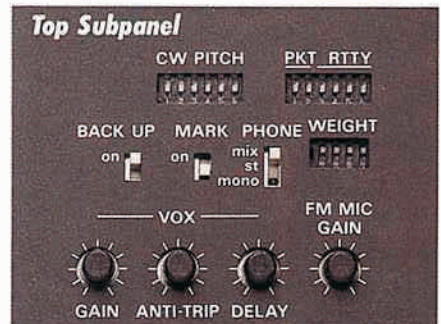 Top Subpanel
CW PITCH PKT RTTY
BACK UP MARK PHONE WEIGHT
on on mix
st
mono
VOX FM MIC
GAIN
GAIN ANTI-TRIP DELAY